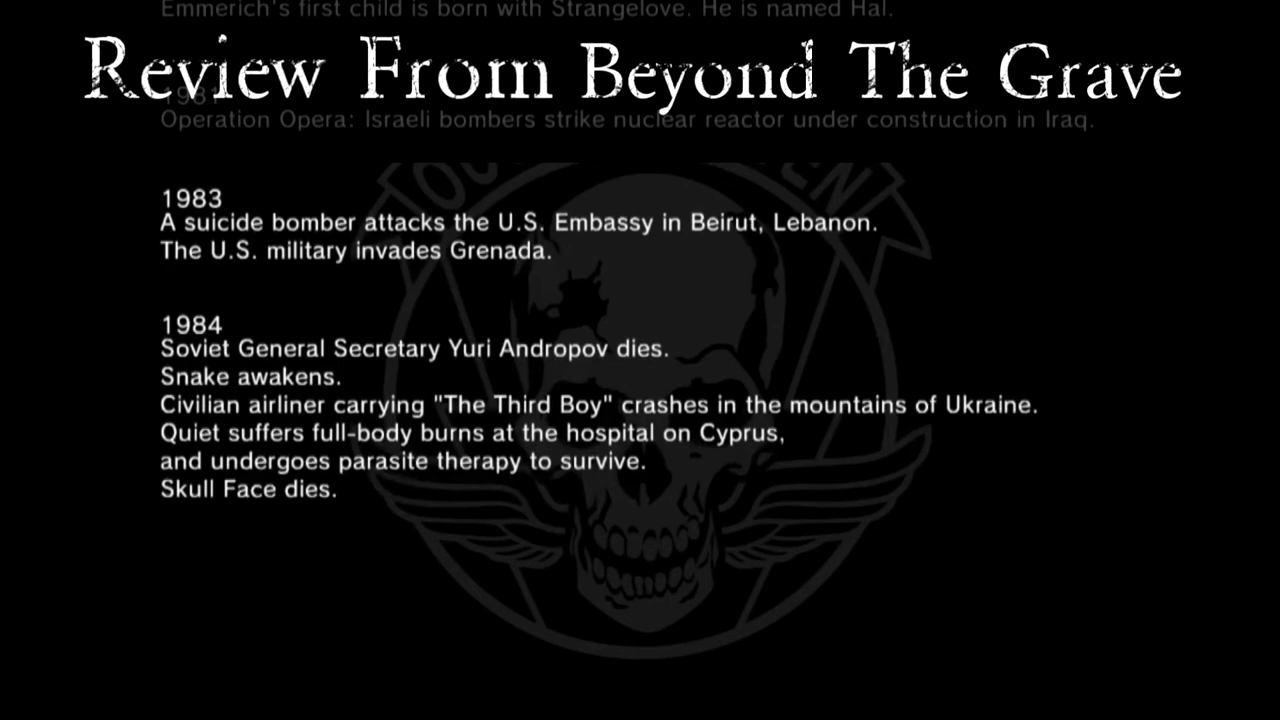 Emmerich's first child is born with Strangelove. He is named Hal.
Review From Beyond The Grave
1981
Operation Opera: Israeli bombers strike nuclear reactor under construction in Iraq.
1983
A suicide bomber attacks the U.S. Embassy in Beirut, Lebanon.
The U.S. military invades Grenada.
1984
Soviet General Secretary Yuri Andropov dies.
Snake awakens.
Civilian airliner carrying "The Third Boy" crashes in the mountains of Ukraine.
Quiet suffers full-body burns at the hospital on Cyprus,
and undergoes parasite therapy to survive.
Skull Face dies.